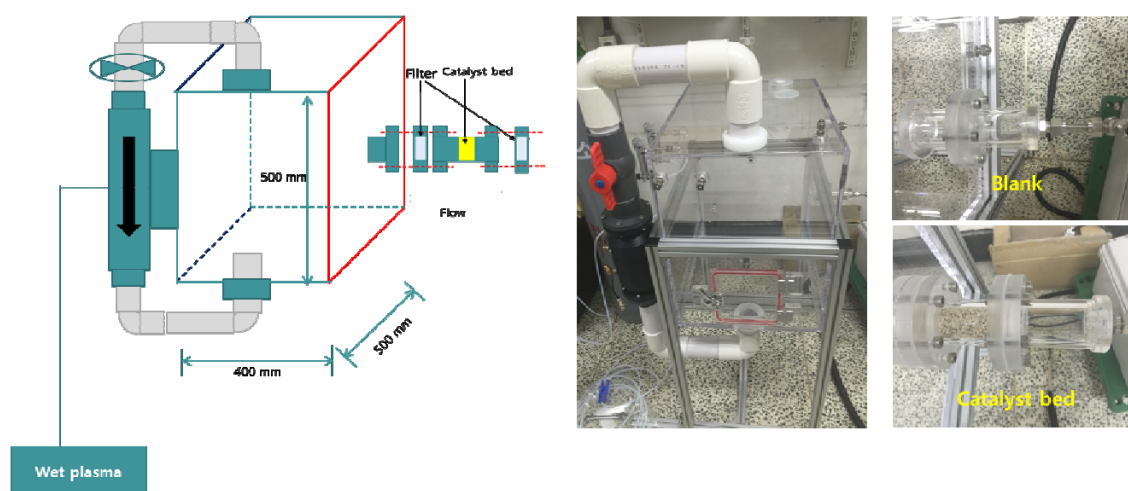 Filter
Catalyst bed
500 mm
Flow
500 mm
400 mm
Wet plasma
Blank
Catalyst bed